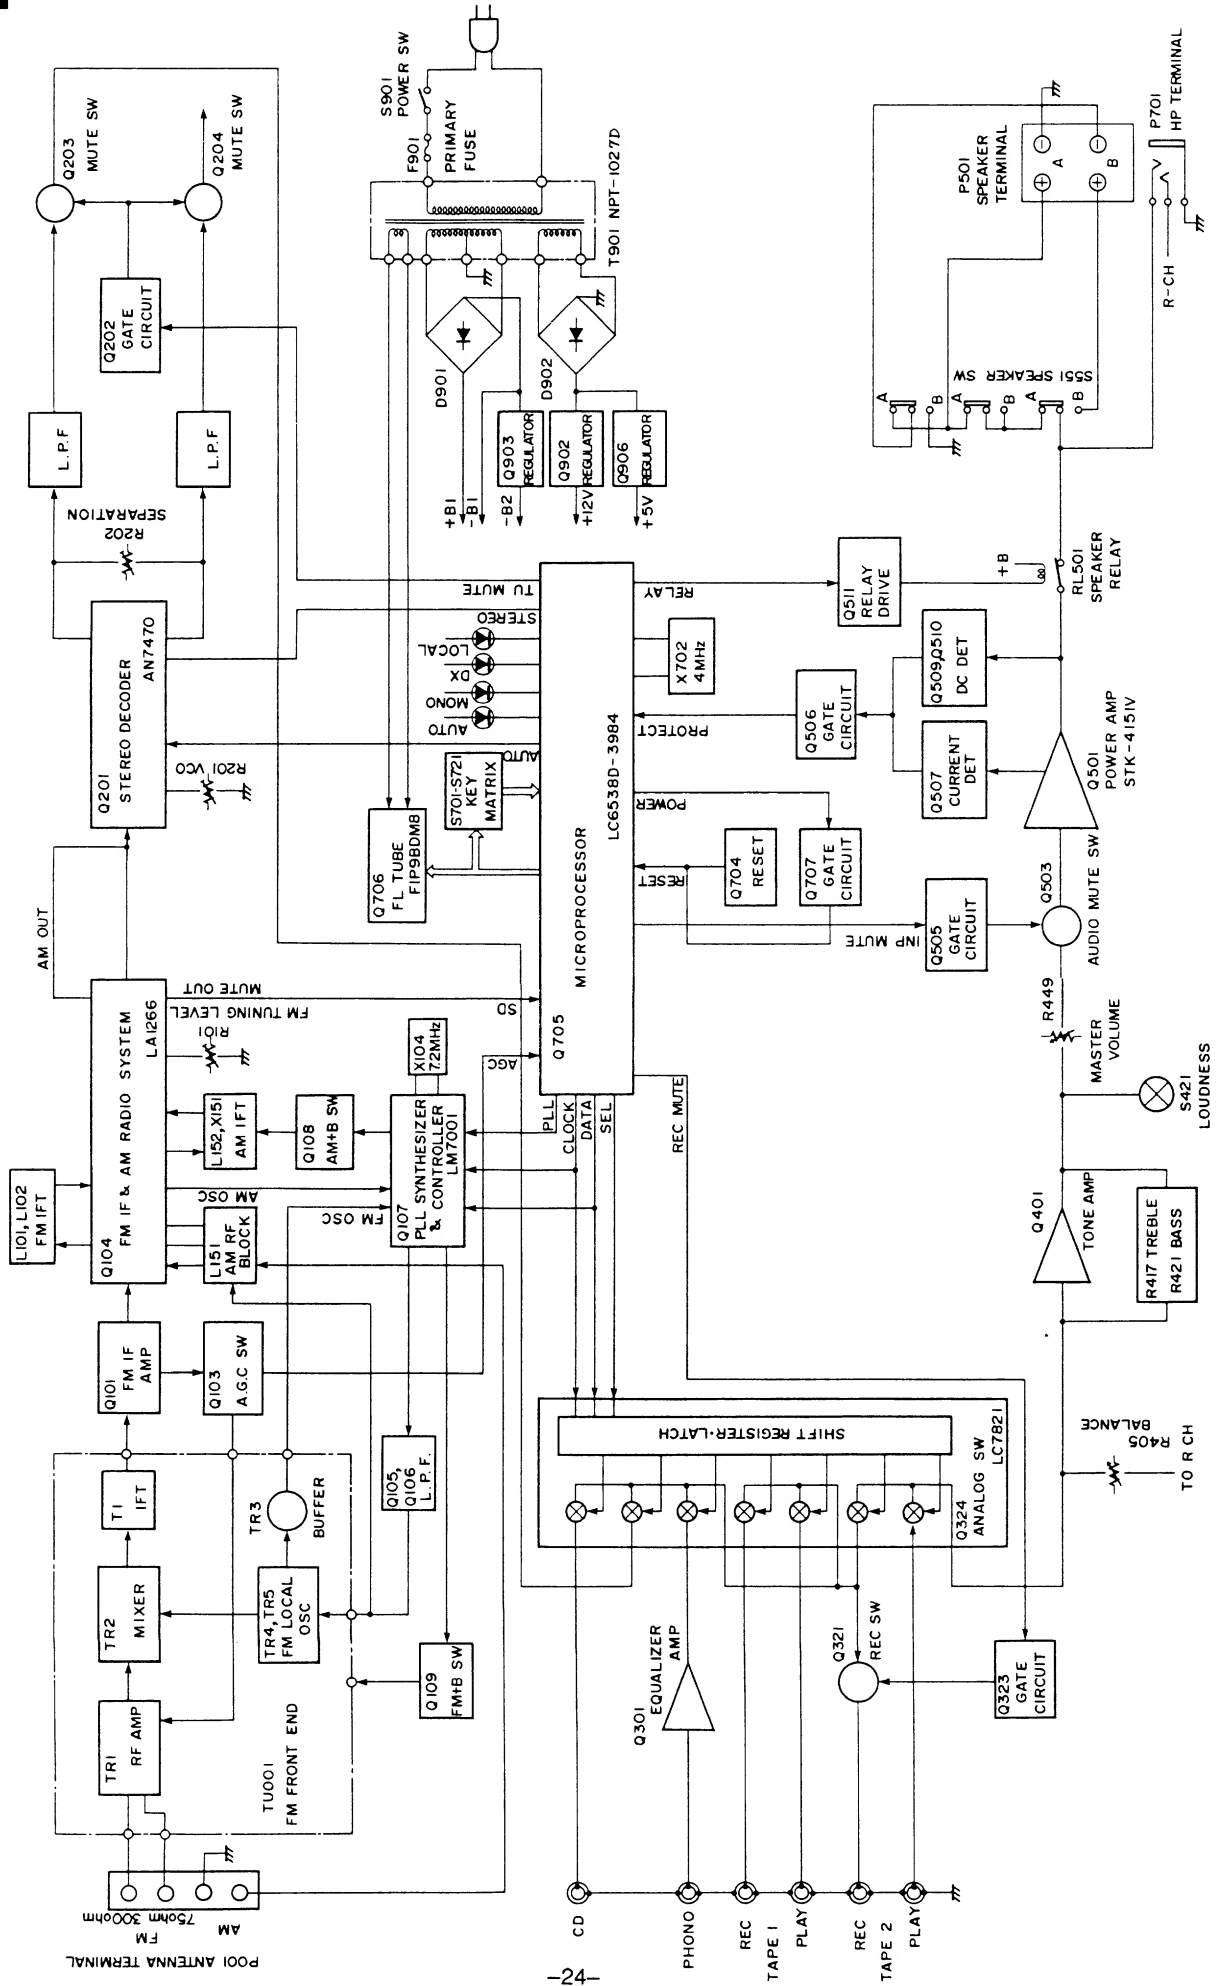 P001 ANTENNA TERMINAL
FM
75ohm 300ohm
AM
TU001
FM FRONT END
TR1
RF AMP
TR2
MIXER
T1
IFT
TR4, TR5
FM LOCAL
OSC
TR3
BUFFER
Q101
FM IF
AMP
Q103
A.G.C SW
Q109
FM+B SW
Q105,
Q106
L.P.F.
L101, L102
FM IFT
Q104
FM IF & AM RADIO SYSTEM
LA1266
AM OUT
L151
AM RF
BLOCK
AM OSC
FM OSC
L152, X151
AM IFT
Q108
AM+B SW
Q107
PLL SYNTHESIZER
& CONTROLLER
LM7001
X104
7.2MHz
R101
FM TUNING LEVEL
MUTE OUT
SD
AGC
Q201
STEREO DECODER
AN7470
R201 VCO
R202
SEPARATION
L.P.F
L.P.F
Q202
GATE
CIRCUIT
Q203
MUTE SW
Q204
MUTE SW
S901
POWER SW
F901
PRIMARY
FUSE
T901 NPT-1027D
D901
D902
Q903
REGULATOR
Q902
REGULATOR
Q906
REGULATOR
+B1
-B1
-B2
+12V
+5V
Q706
FL TUBE
FIP9BDM8
S701-S721
KEY
MATRIX
AUTO
AUTO
MONO
DX
LOCAL
STEREO
TU MUTE
Q705
MICROPROCESSOR
LC6538D-3984
PLL
CLOCK
DATA
SEL
REC MUTE
INP MUTE
RESET
POWER
PROTECT
RELAY
Q704
RESET
Q707
GATE
CIRCUIT
X702
4MHz
Q505
GATE
CIRCUIT
Q506
GATE
CIRCUIT
Q507
CURRENT
DET
Q509,Q510
DC DET
Q511
RELAY
DRIVE
+B
RL501
SPEAKER
RELAY
Q501
POWER AMP
STK-4151V
Q503
AUDIO MUTE SW
R449
MASTER
VOLUME
S421
LOUDNESS
Q401
TONE AMP
R417 TREBLE
R421 BASS
R405
BALANCE
TO R CH
SHIFT REGISTER·LATCH
Q324
ANALOG SW
LC7821
Q301
EQUALIZER
AMP
Q321
REC SW
Q323
GATE
CIRCUIT
CD
PHONO
REC
TAPE 1
PLAY
REC
TAPE 2
PLAY
S551 SPEAKER SW
A
B
A
B
A
B
P501
SPEAKER
TERMINAL
A
B
P701
HP TERMINAL
R-CH
-24-